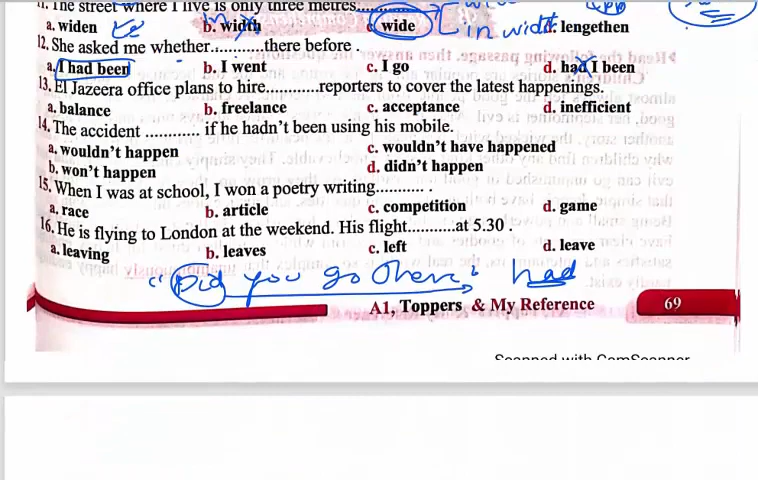 11. The street where I live is only three metres..........
a. widen b. width c. wide in width d. lengethen
12. She asked me whether............there before .
a. I had been b. I went c. I go d. had I been
13. El Jazeera office plans to hire.............reporters to cover the latest happenings.
a. balance b. freelance c. acceptance d. inefficient
14. The accident ............ if he hadn't been using his mobile.
a. wouldn't happen c. wouldn't have happened
b. won't happen d. didn't happen
15. When I was at school, I won a poetry writing........... .
a. race b. article c. competition d. game
16. He is flying to London at the weekend. His flight...........at 5.30 .
a. leaving b. leaves c. left d. leave
"Did you go there? had
A1, Toppers & My Reference 69
Scanned with CamScanner